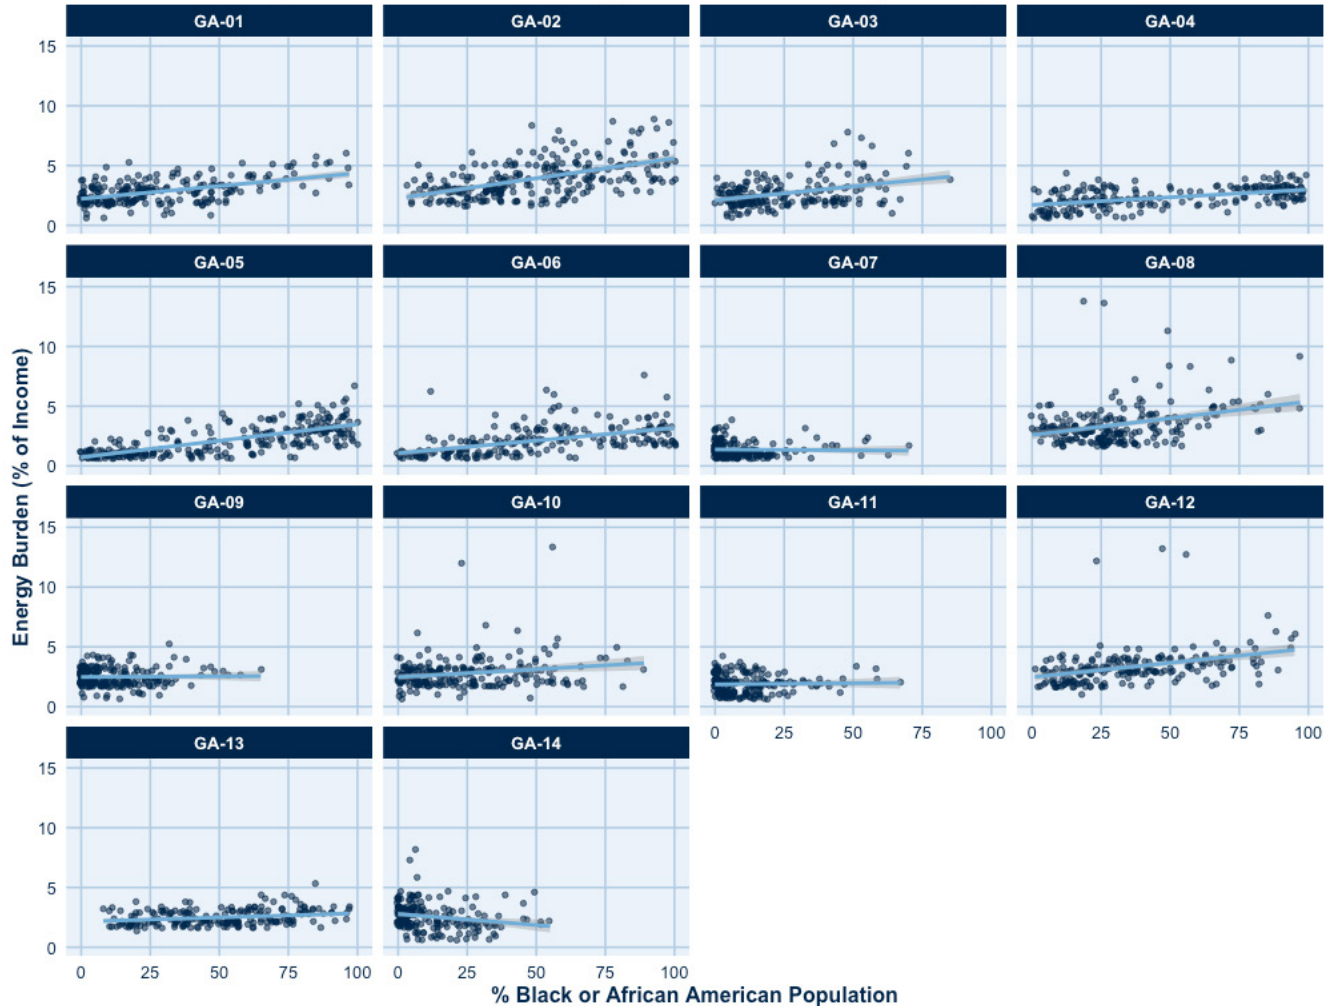 GA-01 GA-02 GA-03 GA-04
15
10
5
0
GA-05 GA-06 GA-07 GA-08
15
10
5
0
GA-09 GA-10 GA-11 GA-12
15
10
5
0
0 25 50 75 100 0 25 50 75 100
GA-13 GA-14
15
10
5
0
0 25 50 75 100 0 25 50 75 100
Energy Burden (% of Income)
% Black or African American Population